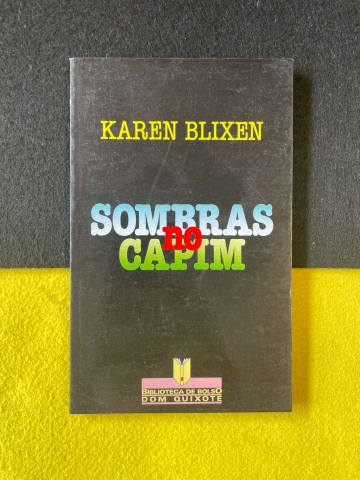 KAREN BLIXEN
SOMBRAS
no
CAPIM
BIBLIOTECA DE BOLSO
DOM QUIXOTE